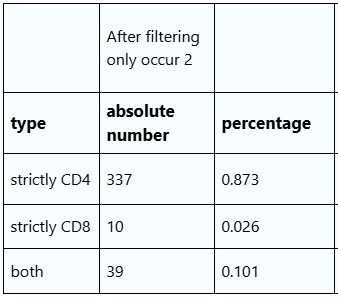 After filtering
only occur 2
type
absolute
number
percentage
strictly CD4 337 0.873
strictly CD8 10 0.026
both 39 0.101